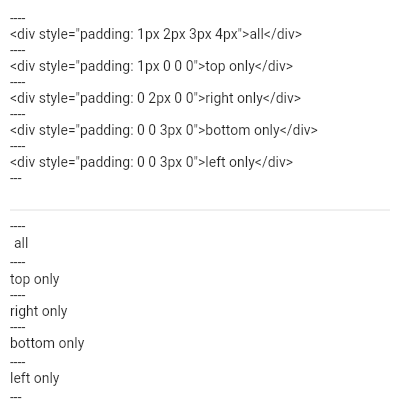 ----
<div style="padding: 1px 2px 3px 4px">all</div>
----
<div style="padding: 1px 0 0 0">top only</div>
----
<div style="padding: 0 2px 0 0">right only</div>
----
<div style="padding: 0 0 3px 0">bottom only</div>
----
<div style="padding: 0 0 3px 0">left only</div>
---
----
all
----
top only
----
right only
----
bottom only
----
left only
---